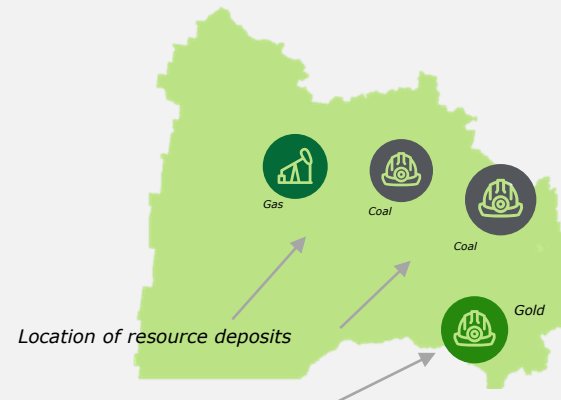 Gas
Coal
Coal
Gold
Location of resource deposits